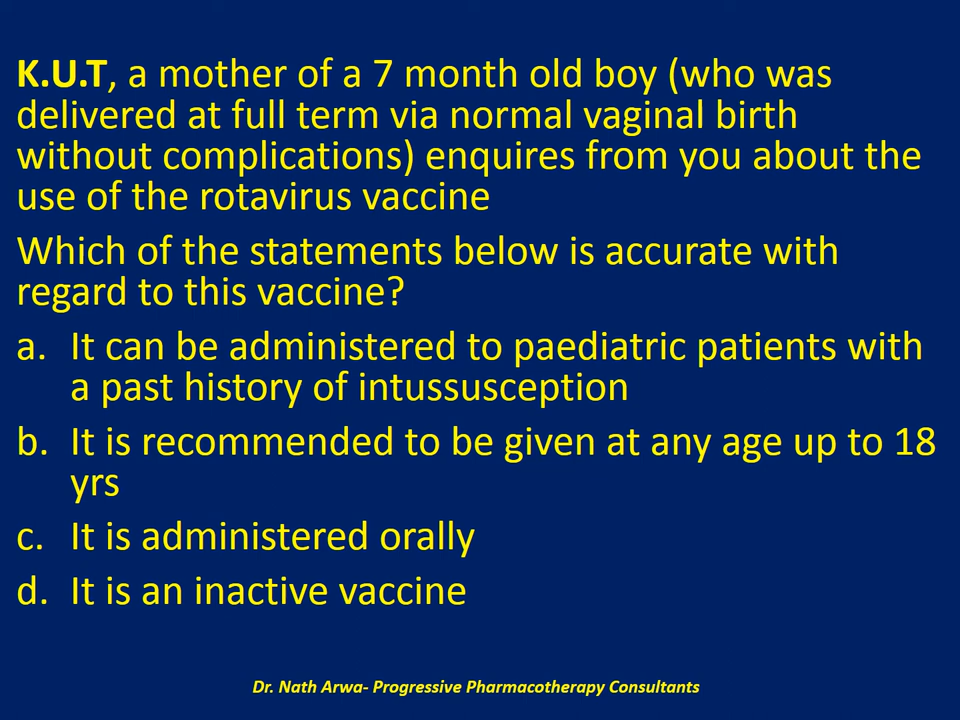 K.U.T, a mother of a 7 month old boy (who was
delivered at full term via normal vaginal birth
without complications) enquires from you about the
use of the rotavirus vaccine
Which of the statements below is accurate with
regard to this vaccine?
a. It can be administered to paediatric patients with
a past history of intussusception
b. It is recommended to be given at any age up to 18
yrs
c. It is administered orally
d. It is an inactive vaccine
Dr. Nath Arwa- Progressive Pharmacotherapy Consultants